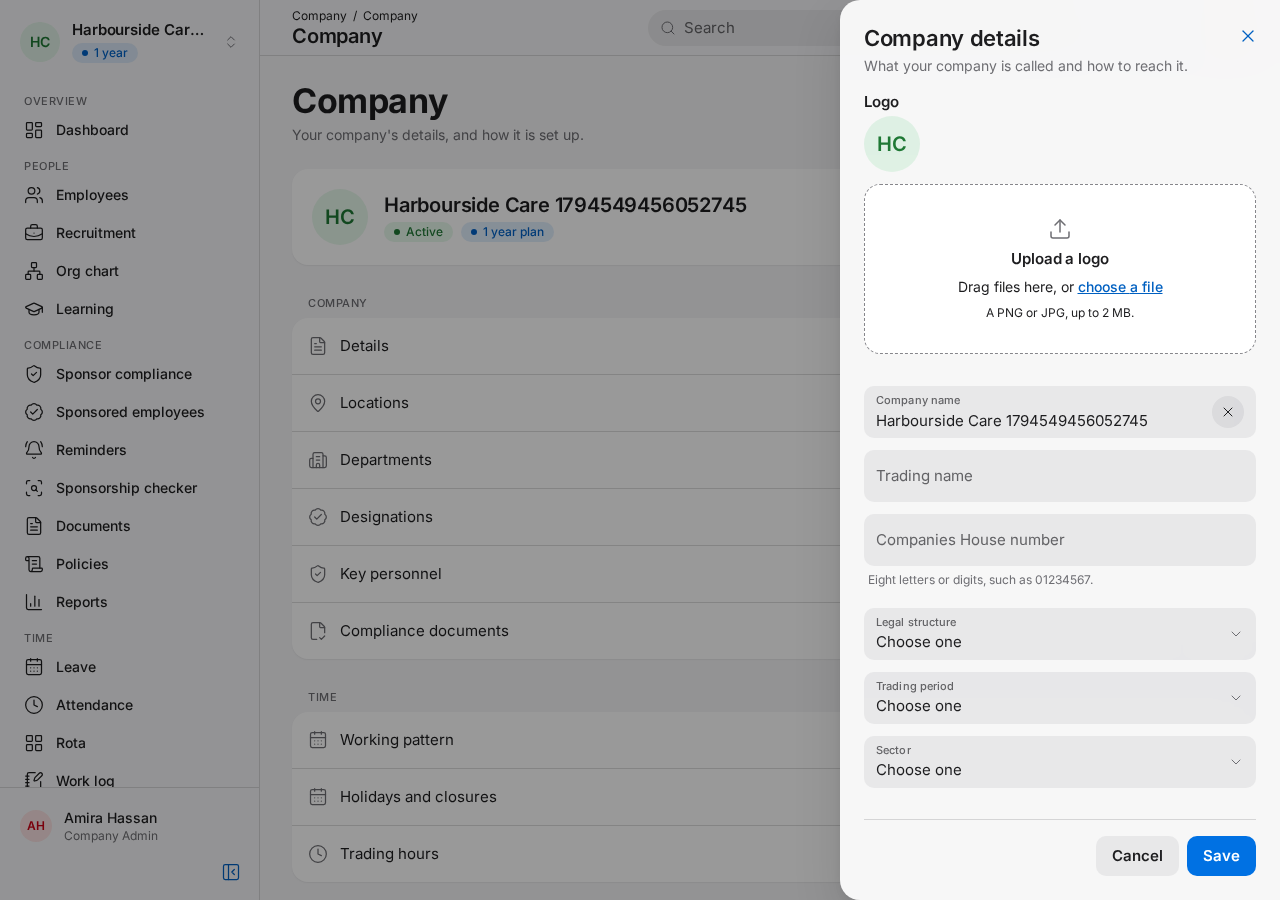 HC
Harbourside Car...
1 year
OVERVIEW
Dashboard
PEOPLE
Employees
Recruitment
Org chart
Learning
COMPLIANCE
Sponsor compliance
Sponsored employees
Reminders
Sponsorship checker
Documents
Policies
Reports
TIME
Leave
Attendance
Rota
Work log
AH
Amira Hassan
Company Admin
Company / Company
Company
Search
Company
Your company's details, and how it is set up.
HC
Harbourside Care 1794549456052745
Active
1 year plan
COMPANY
Details
Locations
Departments
Designations
Key personnel
Compliance documents
TIME
Working pattern
Holidays and closures
Trading hours
Company details
What your company is called and how to reach it.
Logo
HC
Upload a logo
Drag files here, or choose a file
A PNG or JPG, up to 2 MB.
Company name
Harbourside Care 1794549456052745
Trading name
Companies House number
Eight letters or digits, such as 01234567.
Legal structure
Choose one
Trading period
Choose one
Sector
Choose one
Cancel
Save